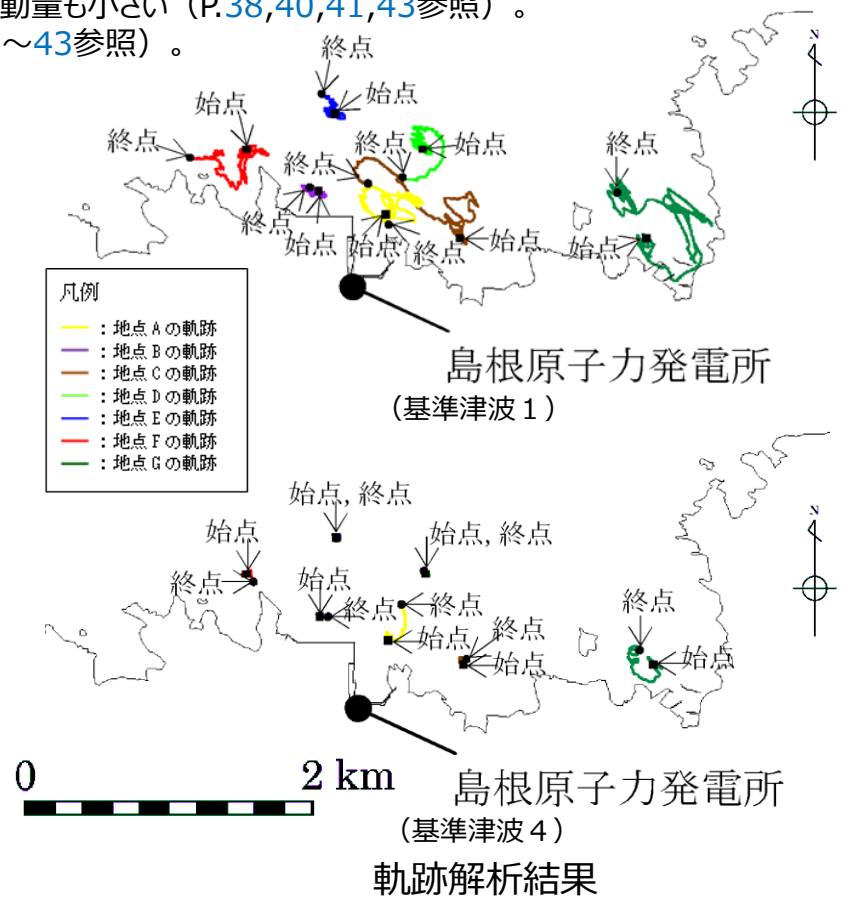 動量も小さい（P.38,40,41,43参照）。
～43参照）。
N
終点
始点
始点
終点
終点
始点
終点
終点
終点
始点
始点
終点
始点
始点
凡例
：地点Aの軌跡
：地点Bの軌跡
：地点Cの軌跡
：地点Dの軌跡
：地点Eの軌跡
：地点Fの軌跡
：地点Gの軌跡
島根原子力発電所
（基準津波１）
N
始点,終点
始点
始点,終点
終点
始点
終点
終点
終点
始点
終点
始点
始点
0 2 km
島根原子力発電所
（基準津波４）
軌跡解析結果